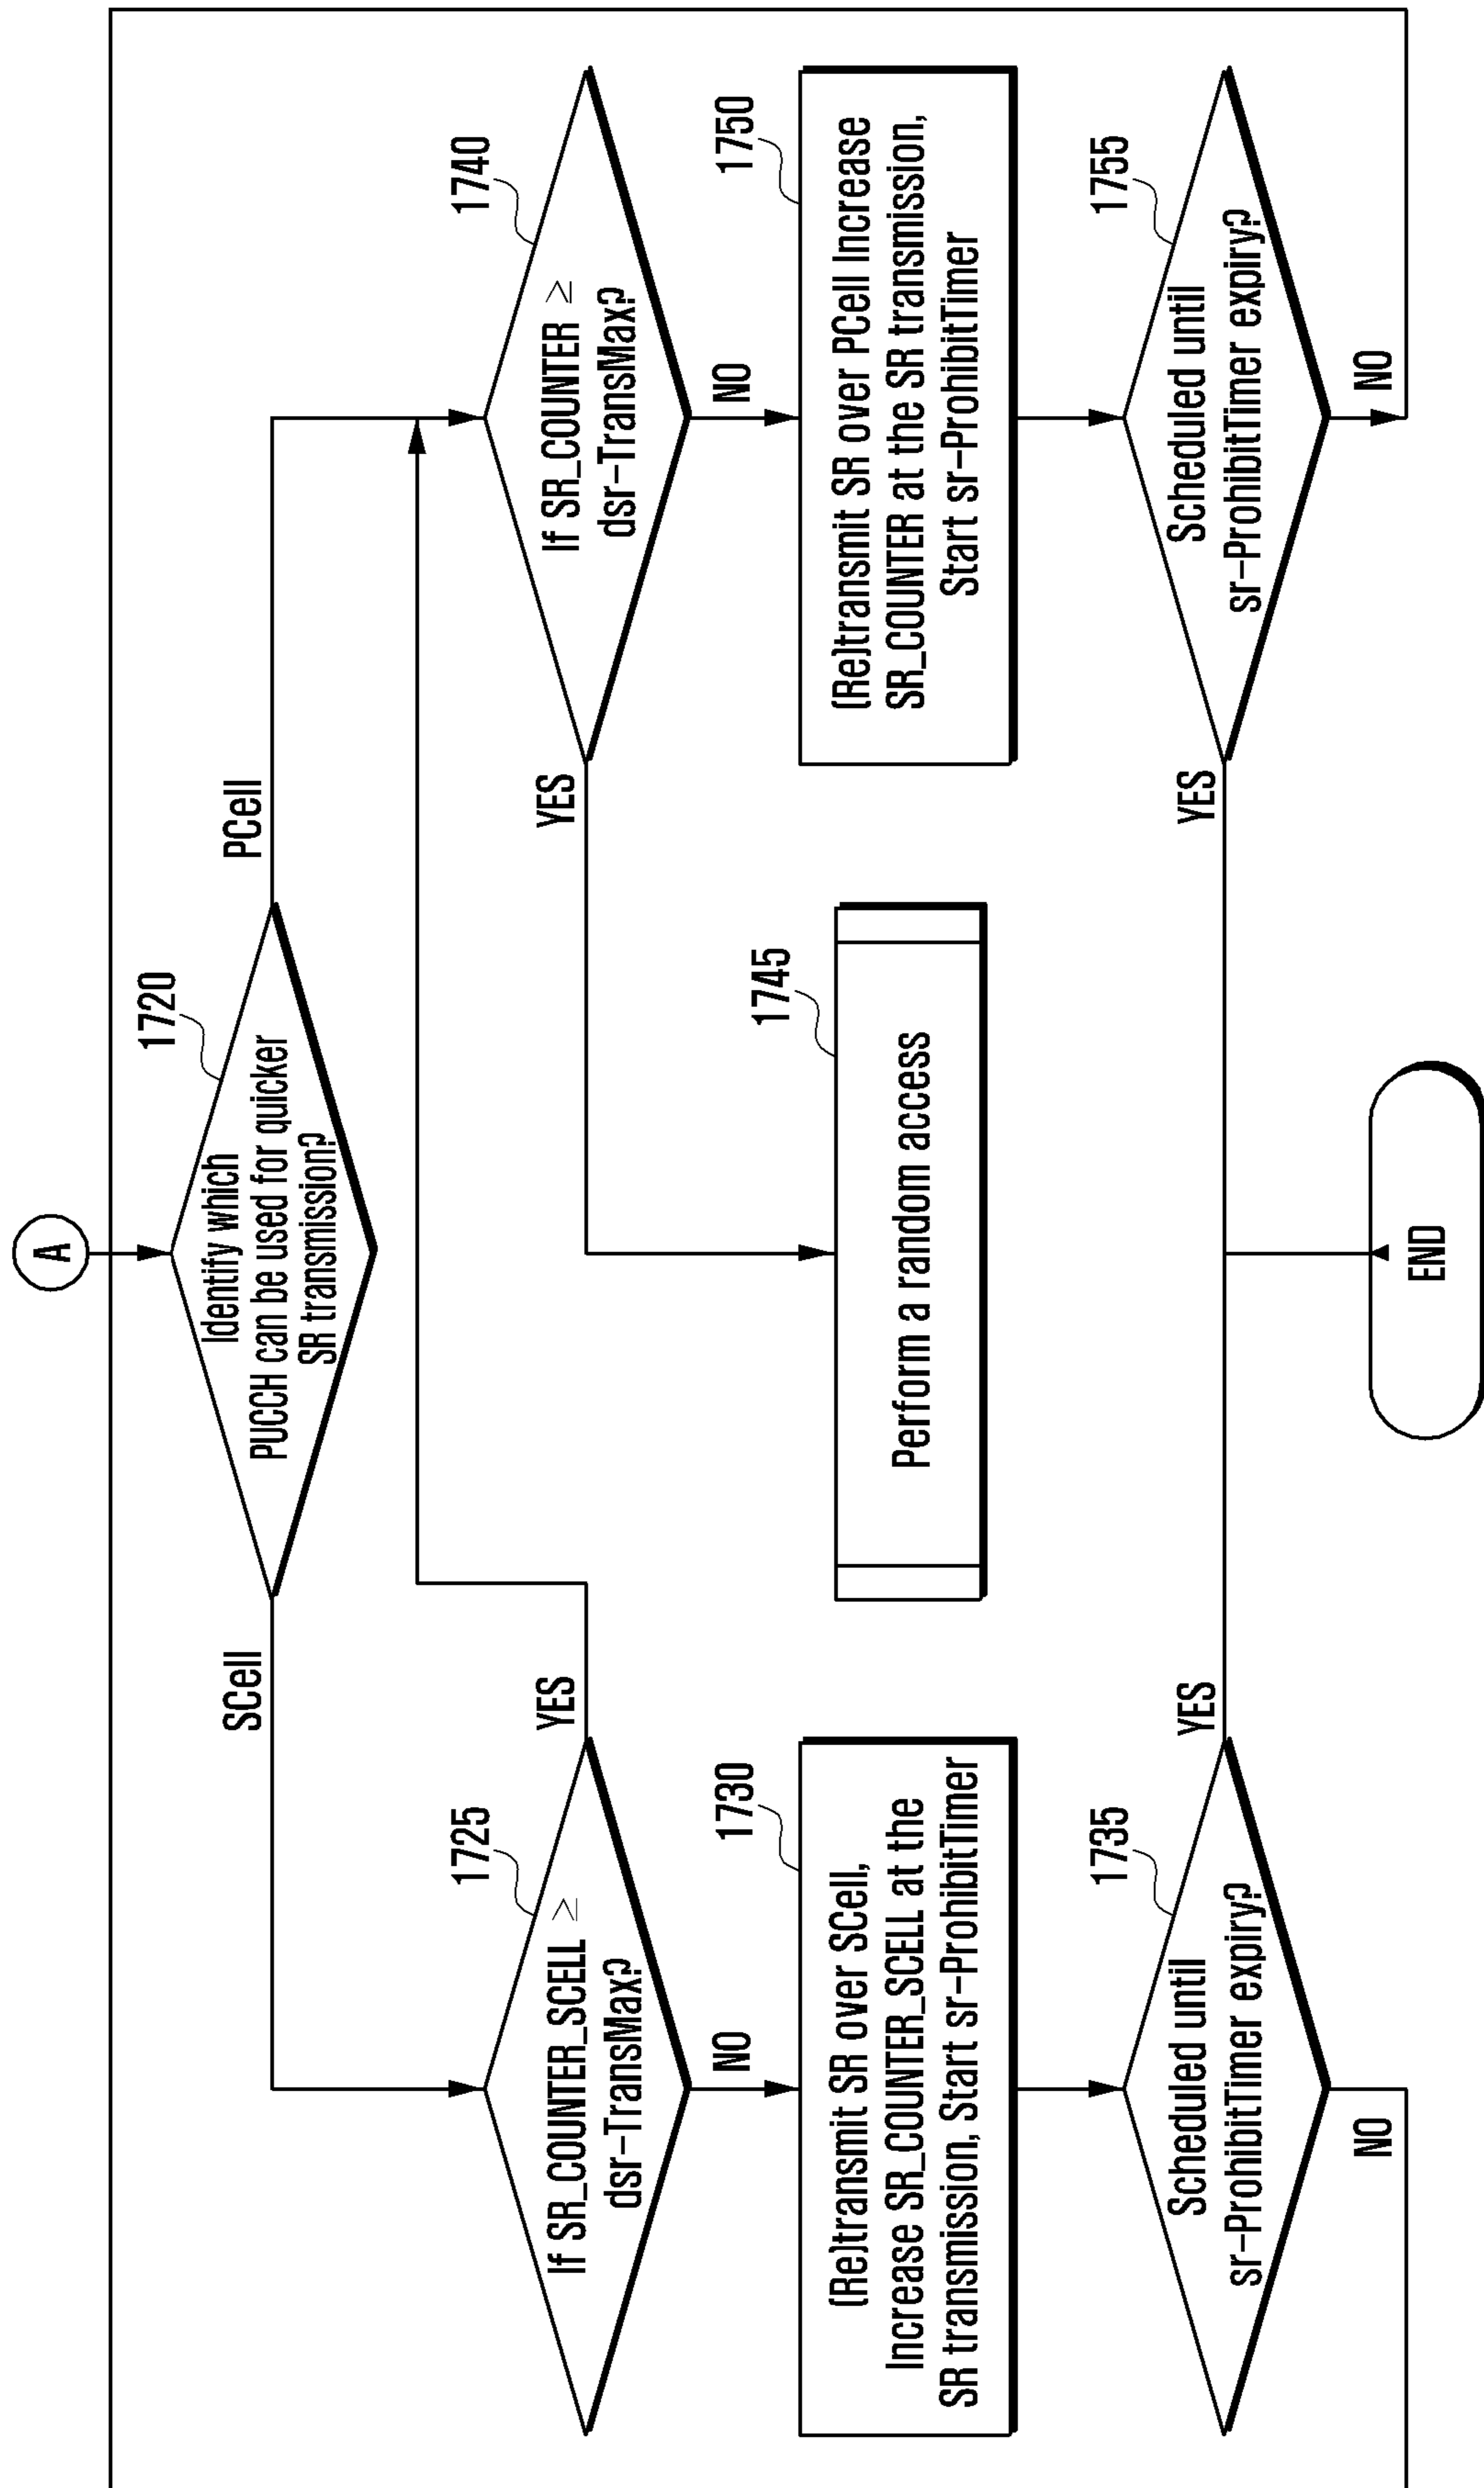 A
1720
Identify which
PUCCH can be used for quicker
SR transmission?
SCell
PCell
1725
If SR_COUNTER_SCELL ≥
dsr-TransMax?
YES
NO
1740
If SR_COUNTER ≥
dsr-TransMax?
YES
NO
1730
(Re)transmit SR over SCell,
Increase SR_COUNTER_SCELL at the
SR transmission, Start sr-ProhibitTimer
1745
Perform a random access
1750
(Re)transmit SR over PCell Increase
SR_COUNTER at the SR transmission,
Start sr-ProhibitTimer
1735
Scheduled until
sr-ProhibitTimer expiry?
YES
NO
1755
Scheduled until
sr-ProhibitTimer expiry?
YES
NO
END